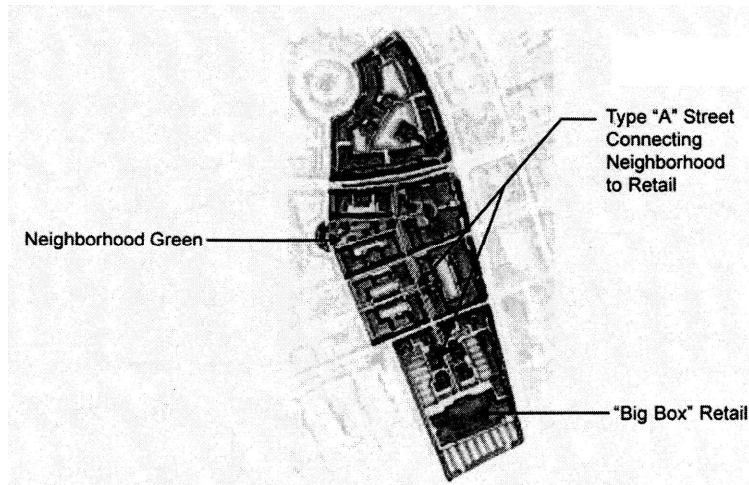 Type "A" Street
Connecting
Neighborhood
to Retail
Neighborhood Green
"Big Box" Retail